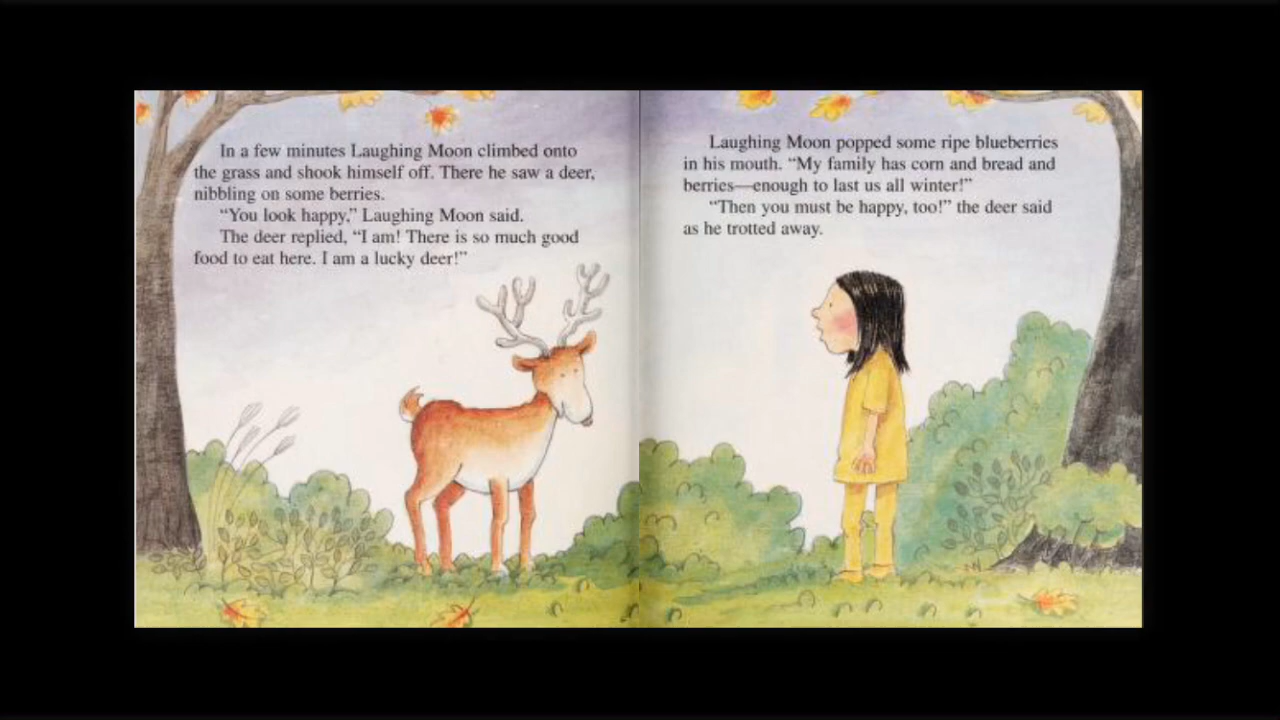 In a few minutes Laughing Moon climbed onto
the grass and shook himself off. There he saw a deer,
nibbling on some berries.
“You look happy,” Laughing Moon said.
The deer replied, “I am! There is so much good
food to eat here. I am a lucky deer!”
Laughing Moon popped some ripe blueberries
in his mouth. “My family has corn and bread and
berries—enough to last us all winter!”
“Then you must be happy, too!” the deer said
as he trotted away.